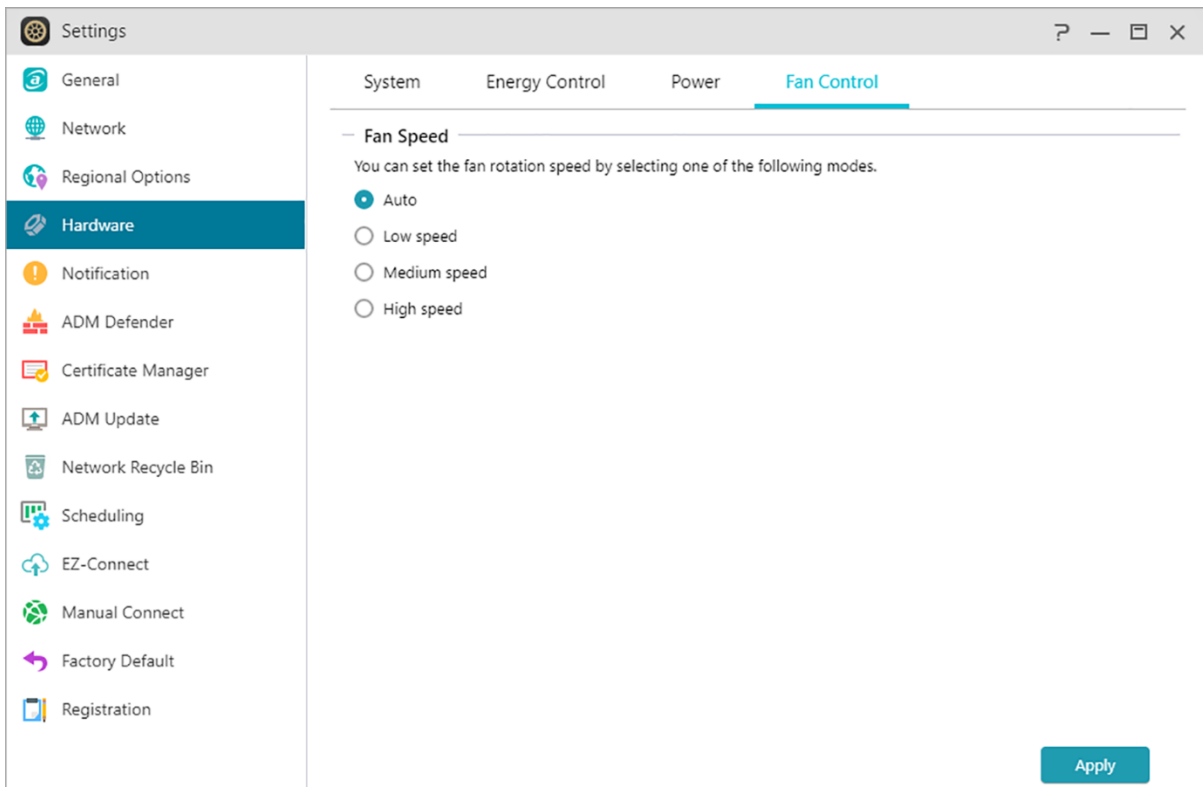 Settings
General
Network
Regional Options
Hardware
Notification
ADM Defender
Certificate Manager
ADM Update
Network Recycle Bin
Scheduling
EZ-Connect
Manual Connect
Factory Default
Registration
System Energy Control Power Fan Control
Fan Speed
You can set the fan rotation speed by selecting one of the following modes.
Auto
Low speed
Medium speed
High speed
Apply